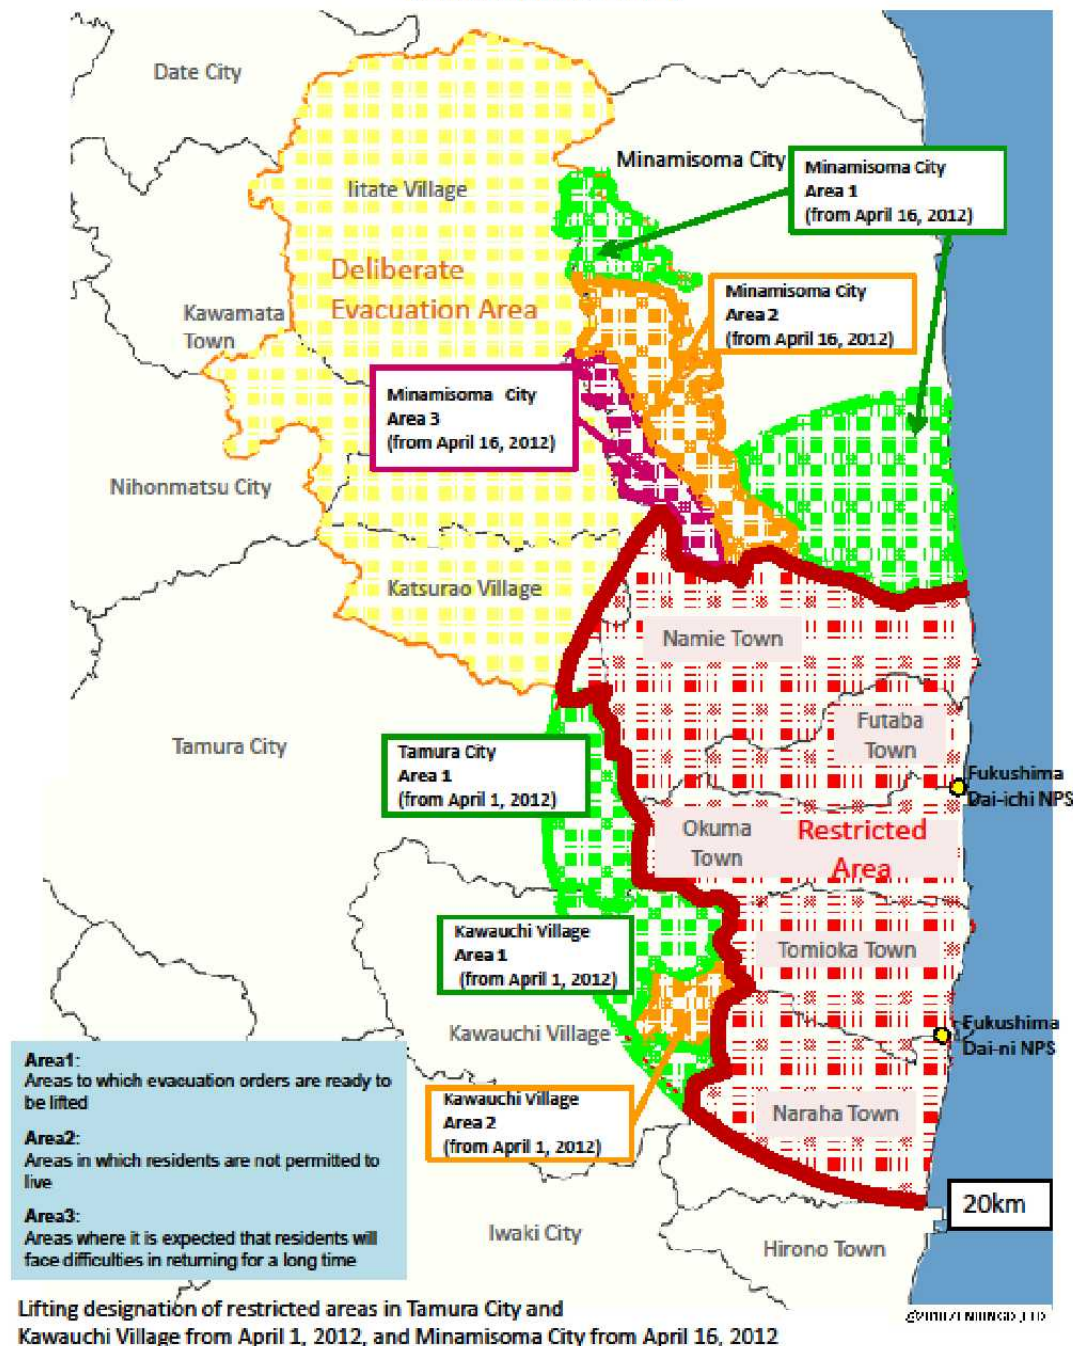 Date City
Minamisoma City
Minamisoma City
Area 1
(from April 16, 2012)
Iitate Village
Deliberate
Evacuation Area
Minamisoma City
Area 2
(from April 16, 2012)
Kawamata
Town
Minamisoma City
Area 3
(from April 16, 2012)
Nihonmatsu City
Katsurao Village
Namie Town
Futaba
Town
Tamura City
Tamura City
Area 1
(from April 1, 2012)
Fukushima
Dai-ichi NPS
Okuma
Town
Restricted
Area
Kawauchi Village
Area 1
(from April 1, 2012)
Tomioka Town
Kawauchi Village
Fukushima
Dai-ni NPS
Area1:
Areas to which evacuation orders are ready to
be lifted
Area2:
Areas in which residents are not permitted to
live
Area3:
Areas where it is expected that residents will
face difficulties in returning for a long time
Kawauchi Village
Area 2
(from April 1, 2012)
Naraha Town
20km
Iwaki City
Hirono Town
Lifting designation of restricted areas in Tamura City and
Kawauchi Village from April 1, 2012, and Minamisoma City from April 16, 2012